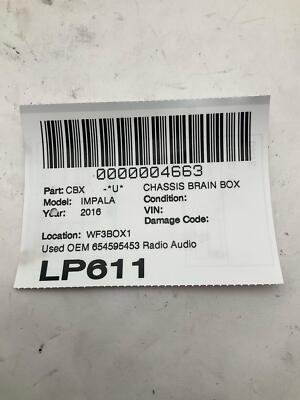 0000004663
Part: CBX -*U* CHASSIS BRAIN BOX
Model: IMPALA Condition:
Year: 2016 VIN:
Damage Code:
Location: WF3BOX1
Used OEM 654595453 Radio Audio
LP611